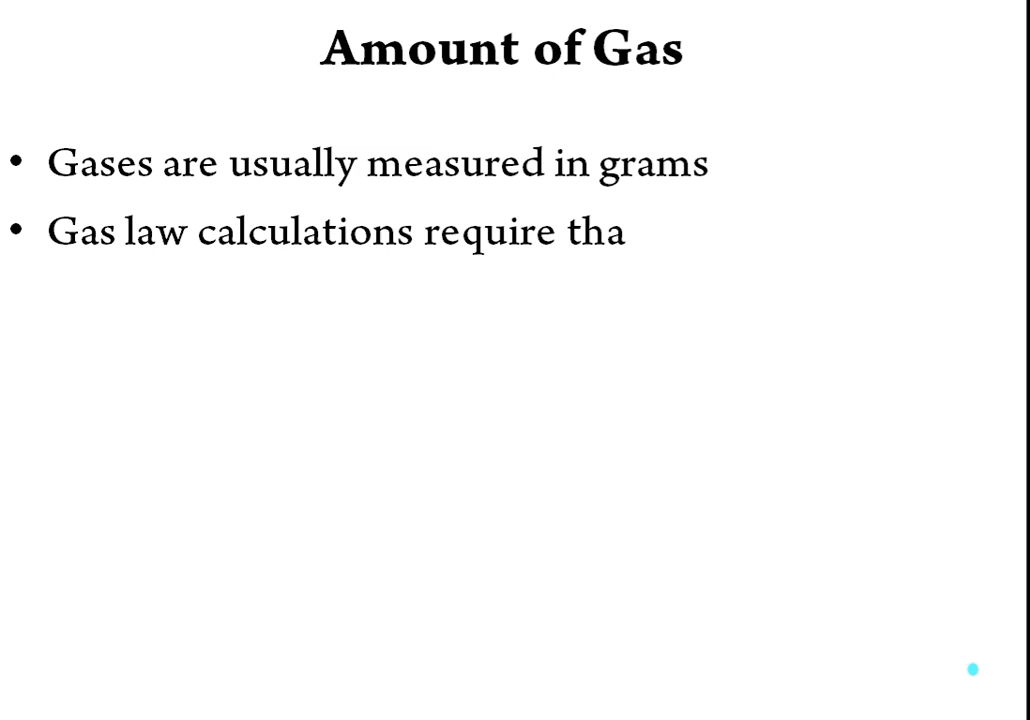 Amount of Gas
• Gases are usually measured in grams
• Gas law calculations require tha